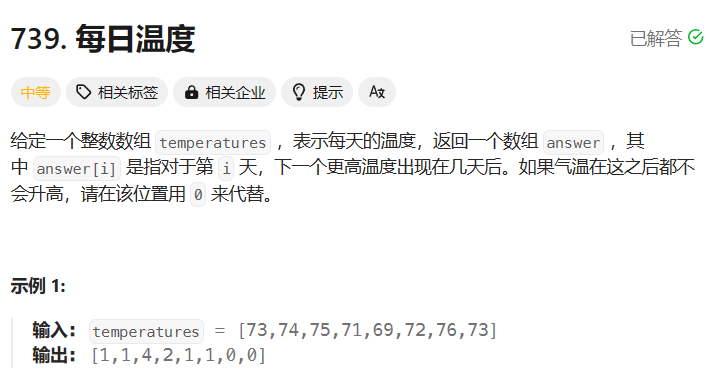 739. 每日温度
已解答
中等 相关标签 相关企业 提示 Aあ
给定一个整数数组 temperatures ，表示每天的温度，返回一个数组 answer ，其
中 answer[i] 是指对于第 i 天，下一个更高温度出现在几天后。如果气温在这之后都不
会升高，请在该位置用 0 来代替。
示例 1:
输入: temperatures = [73,74,75,71,69,72,76,73]
输出: [1,1,4,2,1,1,0,0]